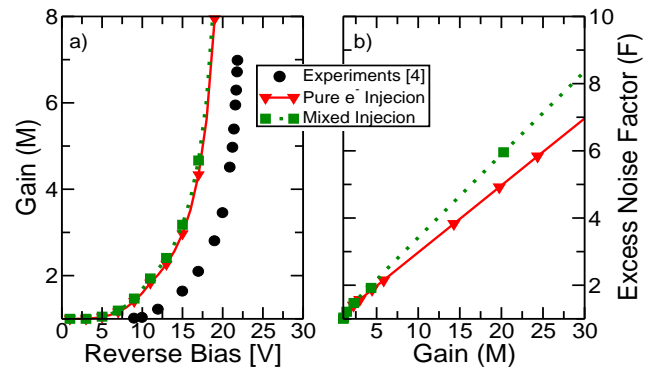 a)
8
6
4
2
Gain (M)
0 5 10 15 20 25 30
Reverse Bias [V]
Experiments [4]
Pure e- Injecion
Mixed Injecion
b)
10
8
6
4
2
Excess Noise Factor (F)
5 10 15 20 25 30
Gain (M)